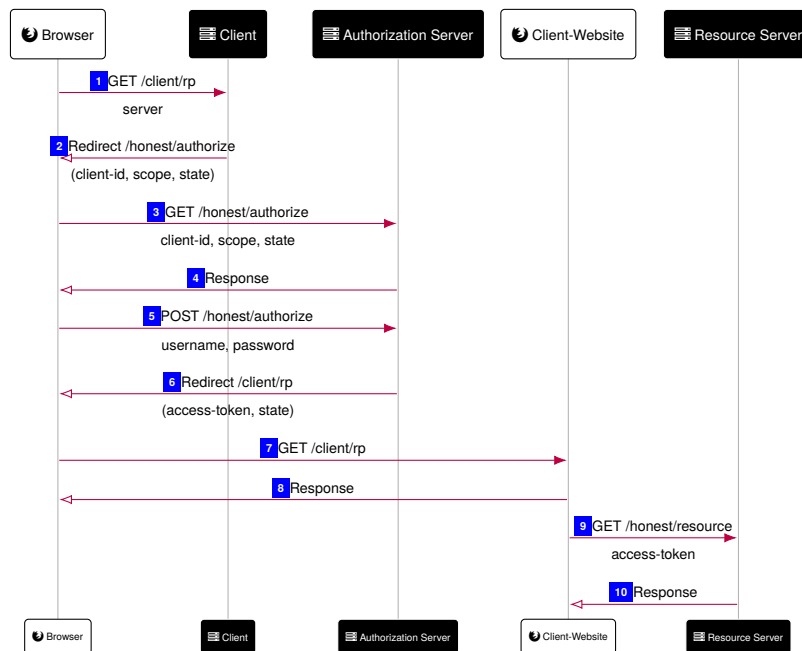 Browser Client Authorization Server Client-Website Resource Server
1 GET /client/rp
server
2 Redirect /honest/authorize
(client-id, scope, state)
3 GET /honest/authorize
client-id, scope, state
4 Response
5 POST /honest/authorize
username, password
6 Redirect /client/rp
(access-token, state)
7 GET /client/rp
8 Response
9 GET /honest/resource
access-token
10 Response
Browser Client Authorization Server Client-Website Resource Server